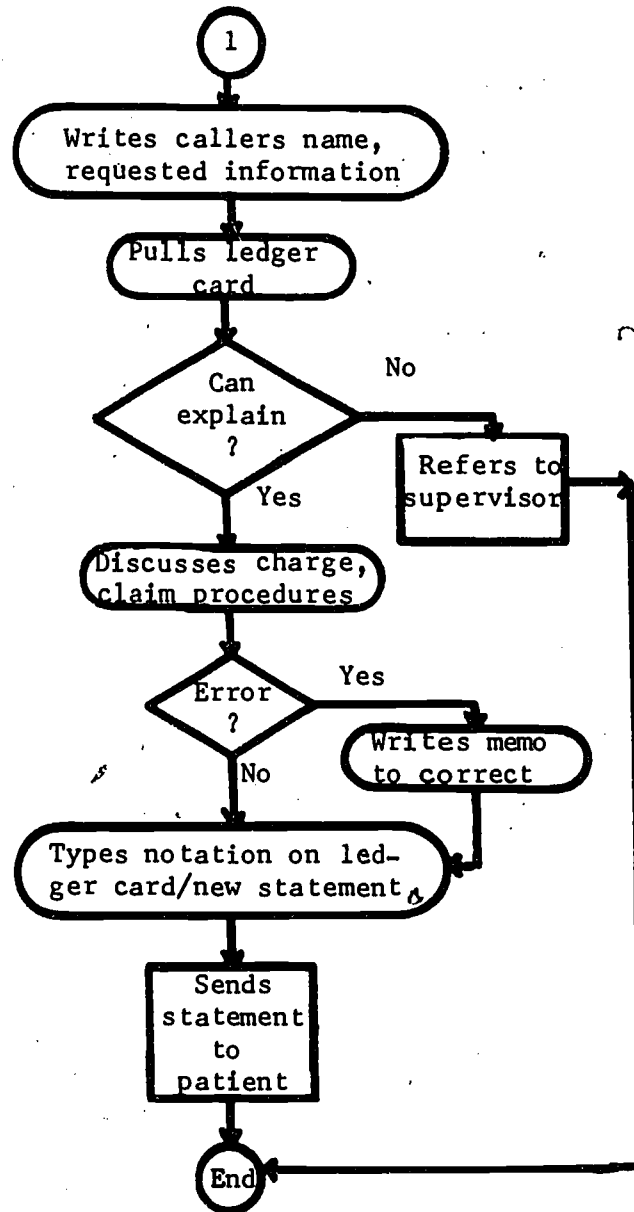 1
Writes callers name,
requested information
Pulls ledger
card
Can
explain
?
No
Refers to
supervisor
Yes
Discusses charge,
claim procedures
Error
?
Yes
Writes memo
to correct
No
Types notation on led-
ger card/new statement
Sends
statement
to
patient
End